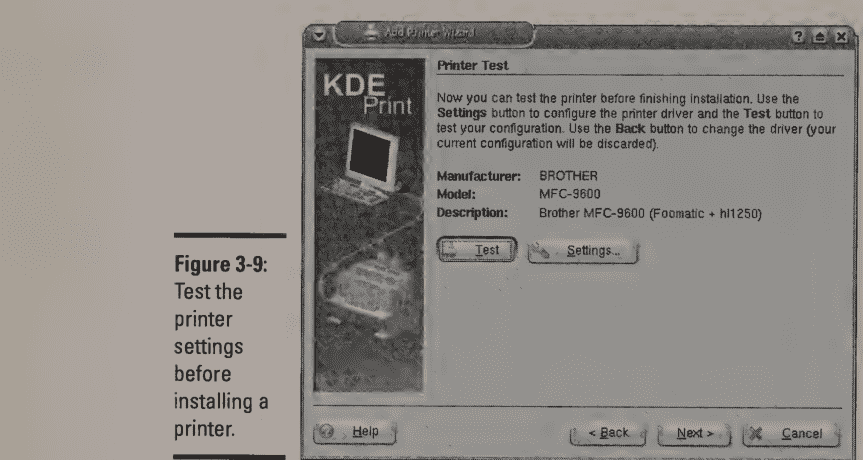 Add Printer Wizard
KDE
Print
Printer Test
Now you can test the printer before finishing installation. Use the
Settings button to configure the printer driver and the Test button to
test your configuration. Use the Back button to change the driver (your
current configuration will be discarded).
Manufacturer: BROTHER
Model: MFC-9600
Description: Brother MFC-9600 (Foomatic + hl1250)
Test Settings...
Help < Back Next > Cancel
Figure 3-9:
Test the
printer
settings
before
installing a
printer.